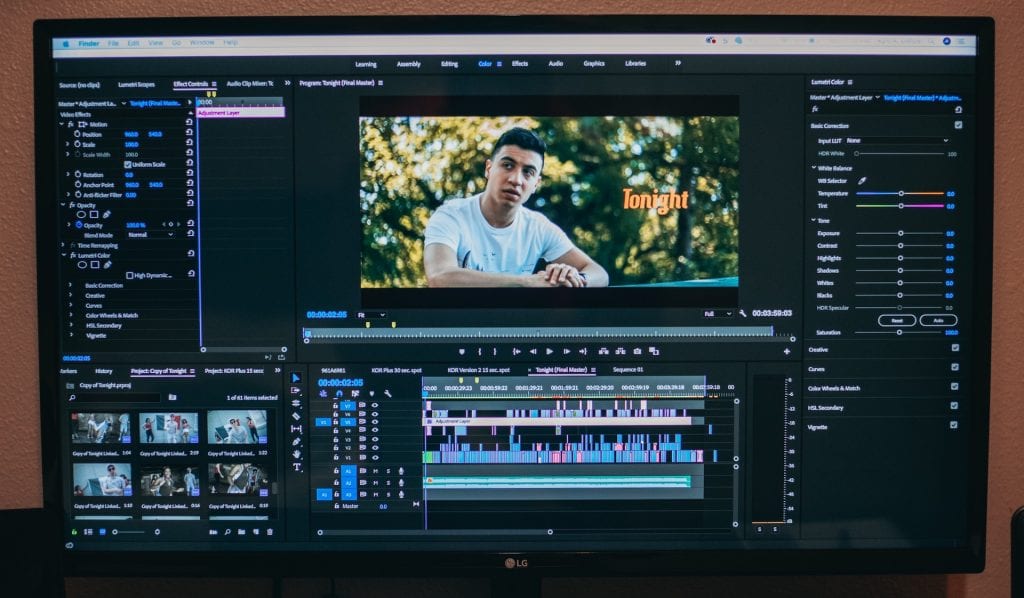 Finder File Edit View Go Window Help
Learning Assembly Editing Color Effects Audio Graphics Libraries
Source: (no clips) Lumetri Scopes Effect Controls Audio Clip Mixer: To
Program: Tonight (Final Master)
Lumetri Color
Master * Adjustment La... Tonight (Final Maste...
00:00
Adjustment Layer
Video Effects
fx Motion
Position 960.0 540.0
Scale 100.0
Scale Width 100.0
Uniform Scale
Rotation 0.0
Anchor Point 960.0 540.0
Anti-flicker Filter 0.00
fx Opacity
Opacity 100.0 %
Blend Mode Normal
Time Remapping
fx Lumetri Color
High Dynamic ...
Basic Correction
Creative
Curves
Color Wheels & Match
HSL Secondary
Vignette
00:00:02:05
Tonight
00:00:02:05 Fit Full 00:03:59:03
Master * Adjustment Layer Tonight (Final Master) * Adjustm...
fx
Basic Correction
Input LUT None
HDR White 100
White Balance
WB Selector
Temperature 0.0
Tint 0.0
Tone
Exposure 0.0
Contrast 0.0
Highlights 0.0
Shadows 0.0
Whites 0.0
Blacks 0.0
HDR Specular 0.0
Reset Auto
Saturation 100.0
Creative
Curves
Color Wheels & Match
HSL Secondary
Vignette
arkers History Project: Copy of Tonight Project: KOR Plus 15 sec
Copy of Tonight.prproj
1 of 61 items selected
Copy of Tonight Linked... 1:04 Copy of Tonight Linked... 2:19 Copy of Tonight Linked... 1:22
Copy of Tonight Linked... Copy of Tonight Linked... 0:16 Copy of Tonight Linked...
961A6981 KOR Plus 30 sec. spot KOR Version 2 15 sec. spot Tonight (Final Master) Sequence 01
00:00:02:05
00:00 00:00:29:23 00:00:59:22 00:01:29:21 00:01:59:21 00:02:29:20 00:02:59:19 00:03:29:18
V7
V6
V5
Adjustment Layer
V4
V3
V2
V1
A1 M S
A2 M S
A3 M S
Master 0.0
S S
LG